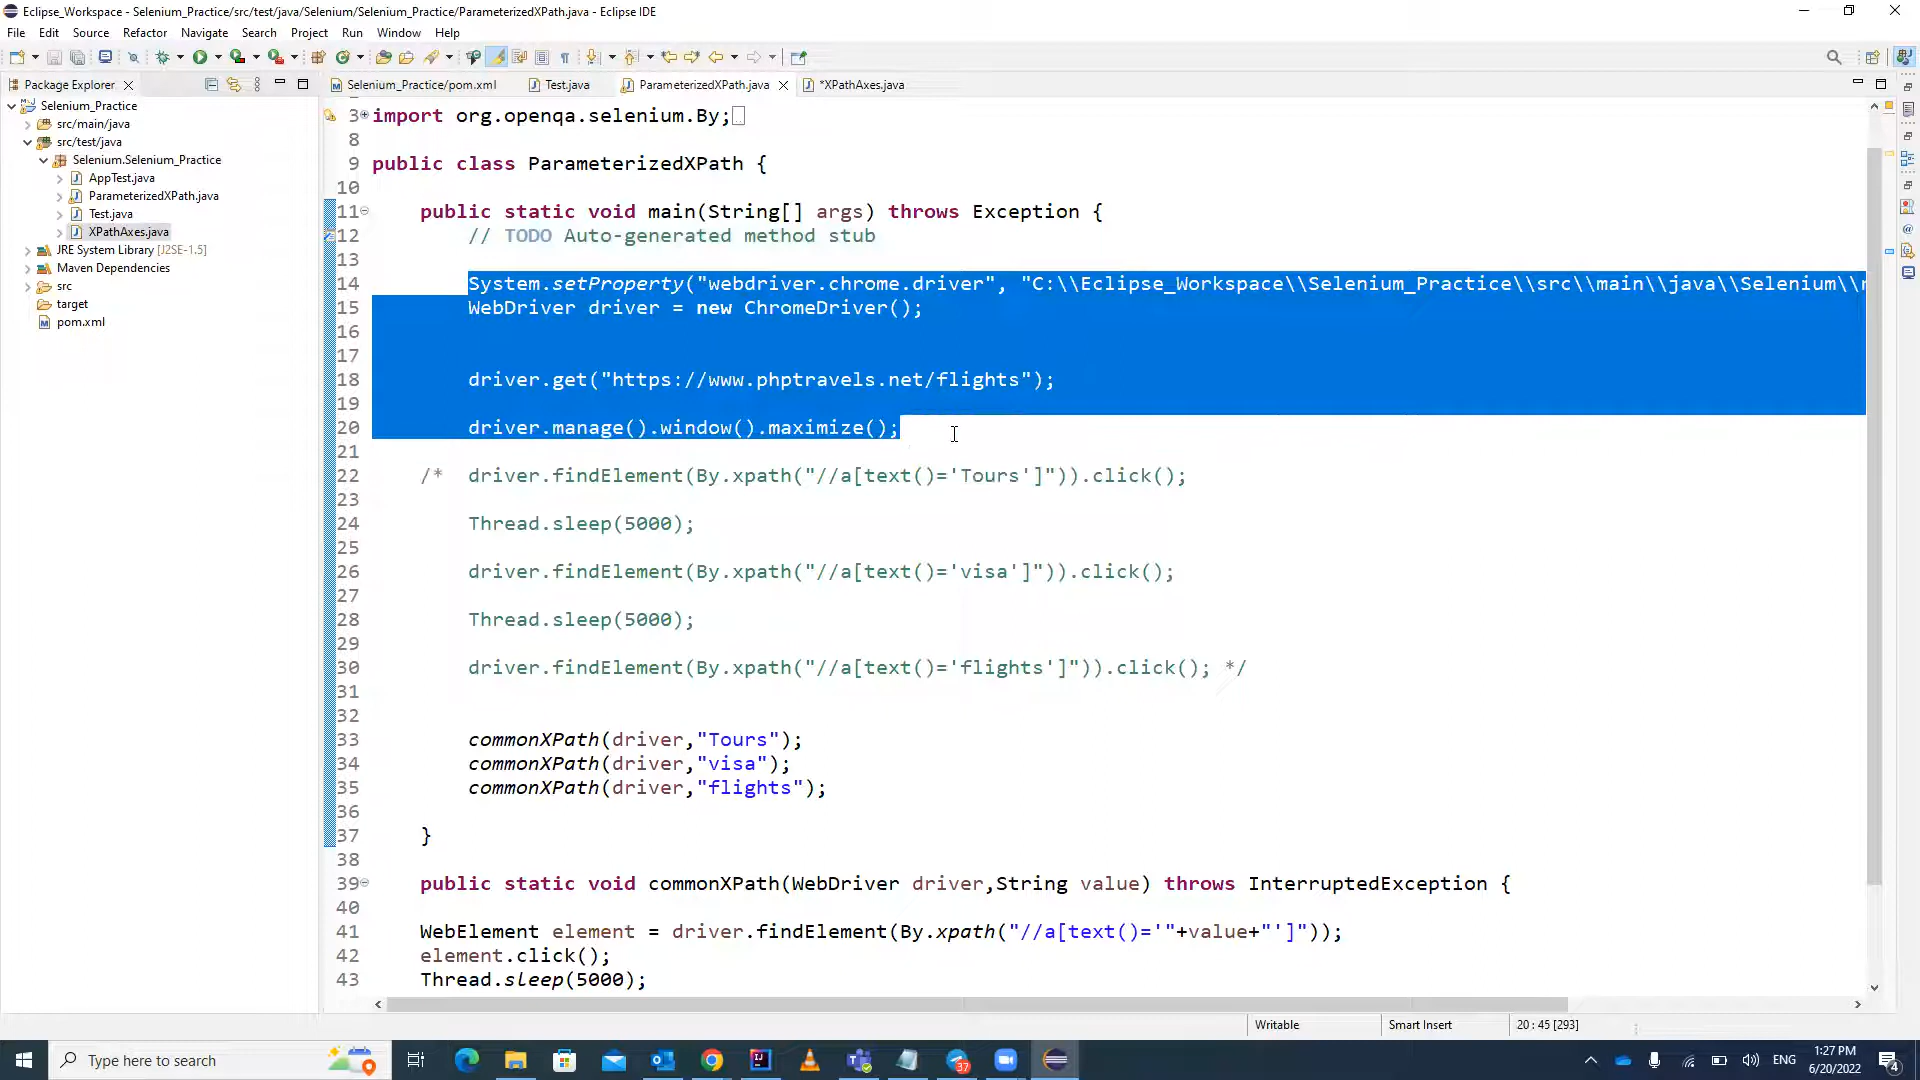 Eclipse_Workspace - Selenium_Practice/src/test/java/Selenium/Selenium_Practice/ParameterizedXPath.java - Eclipse IDE
File Edit Source Refactor Navigate Search Project Run Window Help
Package Explorer
Selenium_Practice/pom.xml Test.java ParameterizedXPath.java *XPathAxes.java
Selenium_Practice
src/main/java
src/test/java
Selenium.Selenium_Practice
AppTest.java
ParameterizedXPath.java
Test.java
XPathAxes.java
JRE System Library [J2SE-1.5]
Maven Dependencies
src
target
pom.xml
3 import org.openqa.selenium.By;
8
9 public class ParameterizedXPath {
10
11 public static void main(String[] args) throws Exception {
12 // TODO Auto-generated method stub
13
14 System.setProperty("webdriver.chrome.driver", "C:\\Eclipse_Workspace\\Selenium_Practice\\src\\main\\java\\Selenium\\
15 WebDriver driver = new ChromeDriver();
16
17
18 driver.get("https://www.phptravels.net/flights");
19
20 driver.manage().window().maximize();
21
22 /* driver.findElement(By.xpath("//a[text()='Tours']")).click();
23
24 Thread.sleep(5000);
25
26 driver.findElement(By.xpath("//a[text()='visa']")).click();
27
28 Thread.sleep(5000);
29
30 driver.findElement(By.xpath("//a[text()='flights']")).click(); */
31
32
33 commonXPath(driver,"Tours");
34 commonXPath(driver,"visa");
35 commonXPath(driver,"flights");
36
37 }
38
39 public static void commonXPath(WebDriver driver,String value) throws InterruptedException {
40
41 WebElement element = driver.findElement(By.xpath("//a[text()='"+value+"']"));
42 element.click();
43 Thread.sleep(5000);
Writable Smart Insert 20 : 45 [293]
Type here to search
37
ENG
1:27 PM
6/20/2022
4